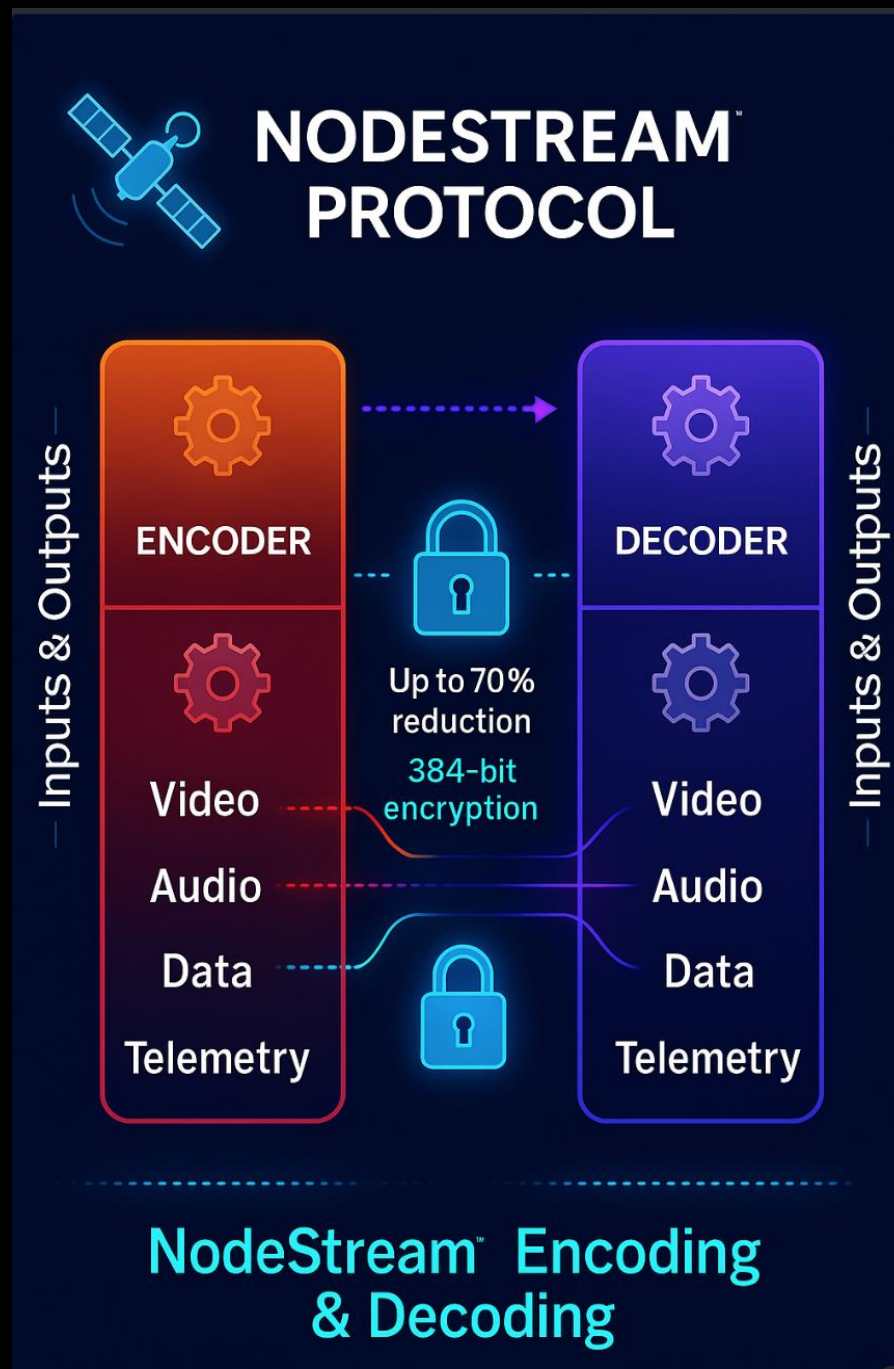 NODESTREAM™
PROTOCOL
Inputs & Outputs
ENCODER
Video
Audio
Data
Telemetry
Up to 70%
reduction
384-bit
encryption
DECODER
Video
Audio
Data
Telemetry
Inputs & Outputs
NodeStream™ Encoding
& Decoding